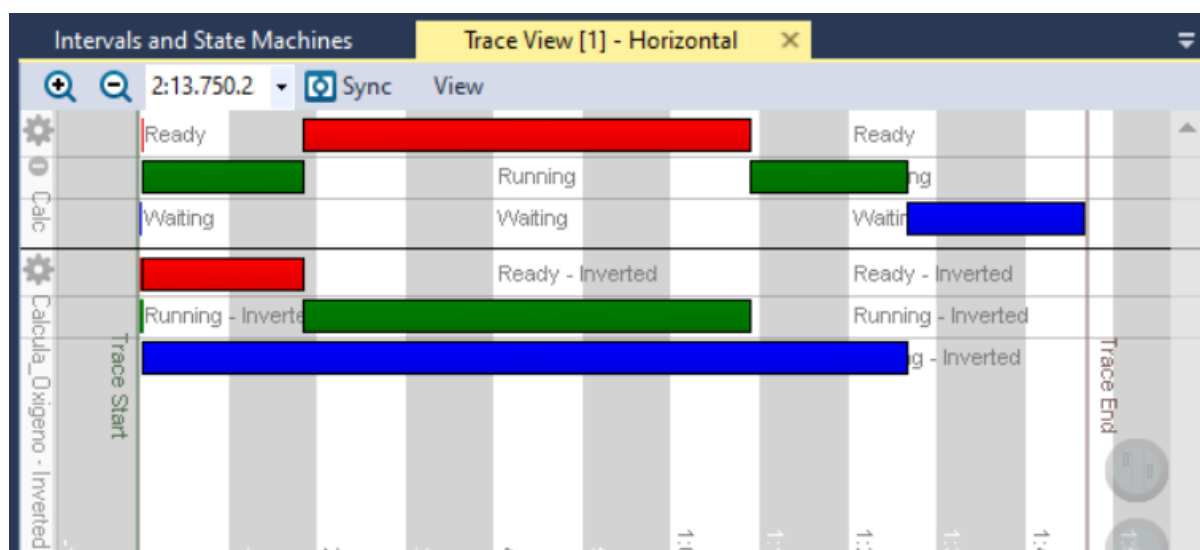 Intervals and State Machines
Trace View [1] - Horizontal
2:13.750.2
Sync
View
Ready
Ready
Running
ng
Waiting
Waiting
Waitin
Calc
Ready - Inverted
Ready - Inverted
Running - Inverte
Running - Inverted
g - Inverted
Calcula_Oxigeno - Inverted
Trace Start
Trace End